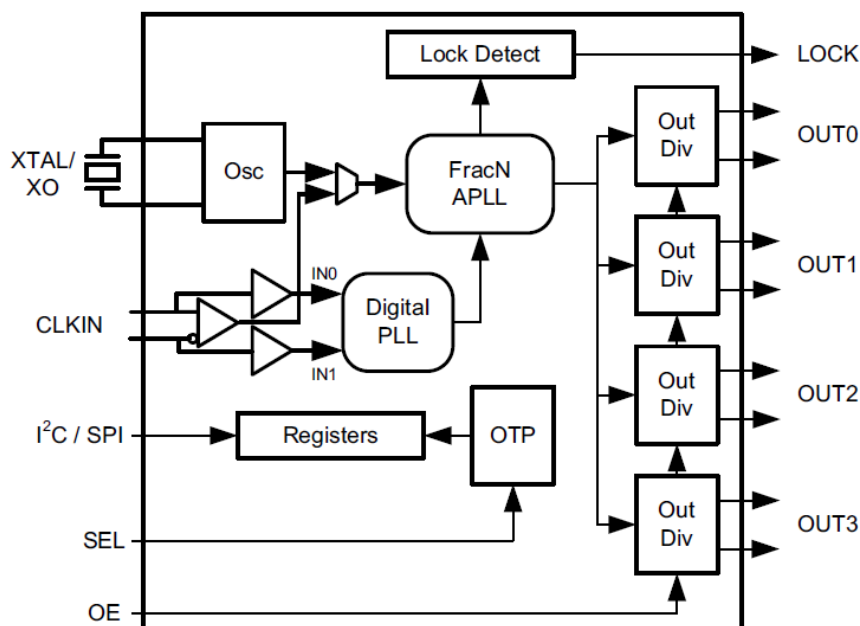 Lock Detect
LOCK
XTAL/
XO
Osc
FracN
APLL
Out
Div
OUT0
Out
Div
OUT1
CLKIN
IN0
Digital
PLL
IN1
Out
Div
OUT2
I²C / SPI
Registers
OTP
Out
Div
OUT3
SEL
OE